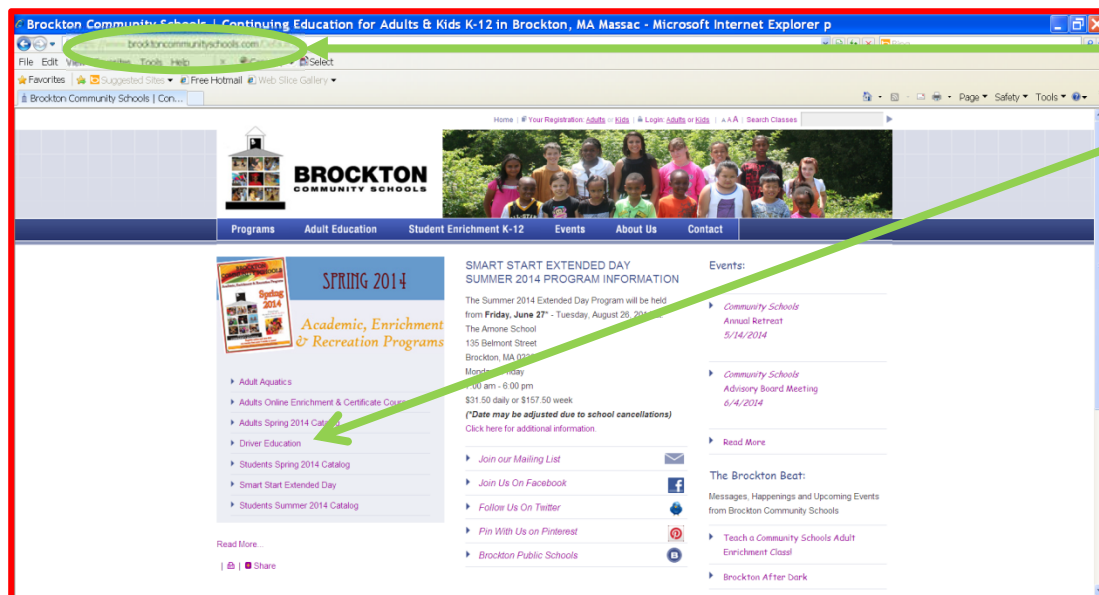 Brockton Community Schools | Continuing Education for Adults & Kids K-12 in Brockton, MA Massac - Microsoft Internet Explorer p
www.brocktoncommunityschools.com/Defa
File Edit View Favorites Tools Help
Select
Favorites Suggested Sites Free Hotmail Web Slice Gallery
Brockton Community Schools | Con...
Page Safety Tools
Home | Your Registration: Adults or Kids | Login: Adults or Kids | A A A | Search Classes
BROCKTON
COMMUNITY SCHOOLS
Programs Adult Education Student Enrichment K-12 Events About Us Contact
Spring
2014
SPRING 2014
Academic, Enrichment
& Recreation Programs
Adult Aquatics
Adults Online Enrichment & Certificate
Adults Spring 2014 Catalog
Driver Education
Students Spring 2014 Catalog
Smart Start Extended Day
Students Summer 2014 Catalog
Read More...
| | Share
SMART START EXTENDED DAY
SUMMER 2014 PROGRAM INFORMATION
The Summer 2014 Extended Day Program will be held
from Friday, June 27* - Tuesday, August 26,
The Arnone School
135 Belmont Street
Brockton, MA
7:00 am - 6:00 pm
$31.50 daily or $157.50 week
(*Date may be adjusted due to school cancellations)
Click here for additional information.
Join our Mailing List
Join Us On Facebook
Follow Us On Twitter
Pin With Us on Pinterest
Brockton Public Schools
Events:
Community Schools
Annual Retreat
5/14/2014
Community Schools
Advisory Board Meeting
6/4/2014
Read More
The Brockton Beat:
Messages, Happenings and Upcoming Events
from Brockton Community Schools
Teach a Community Schools Adult
Enrichment Class!
Brockton After Dark